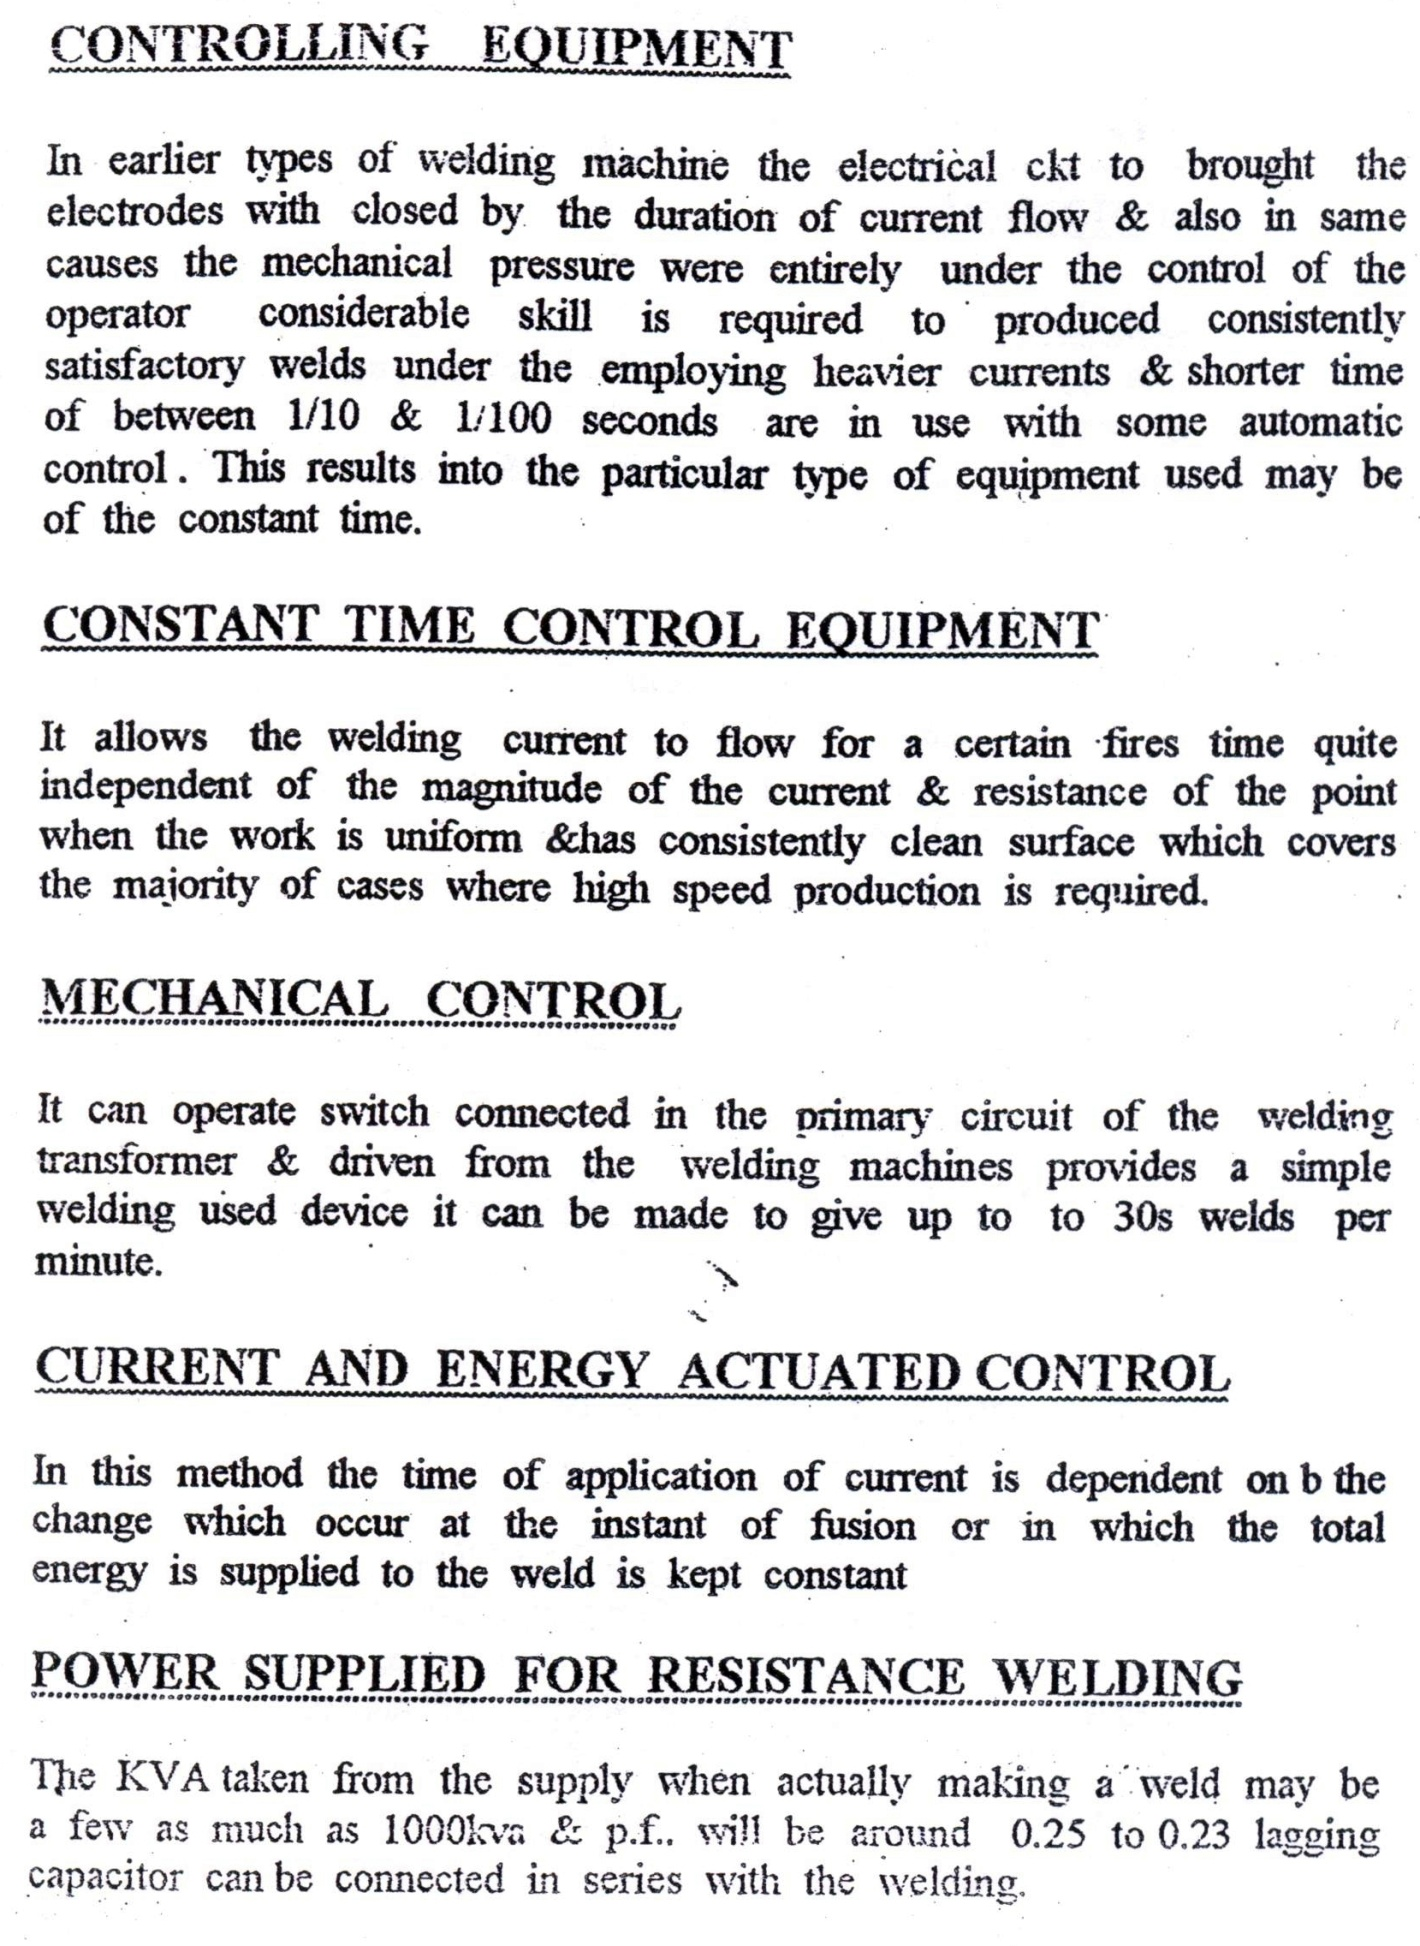 CONTROLLING EQUIPMENT
In earlier types of welding machine the electrical ckt to brought the
electrodes with closed by the duration of current flow & also in same
causes the mechanical pressure were entirely under the control of the
operator considerable skill is required to produced consistently
satisfactory welds under the employing heavier currents & shorter time
of between 1/10 & 1/100 seconds are in use with some automatic
control. This results into the particular type of equipment used may be
of the constant time.
CONSTANT TIME CONTROL EQUIPMENT
It allows the welding current to flow for a certain fires time quite
independent of the magnitude of the current & resistance of the point
when the work is uniform &has consistently clean surface which covers
the majority of cases where high speed production is required.
MECHANICAL CONTROL
It can operate switch connected in the primary circuit of the welding
transformer & driven from the welding machines provides a simple
welding used device it can be made to give up to to 30s welds per
minute.
CURRENT AND ENERGY ACTUATED CONTROL
In this method the time of application of current is dependent on b the
change which occur at the instant of fusion or in which the total
energy is supplied to the weld is kept constant
POWER SUPPLIED FOR RESISTANCE WELDING
The KVA taken from the supply when actually making a weld may be
a few as much as 1000kva & p.f.. will be around 0.25 to 0.23 lagging
capacitor can be connected in series with the welding.